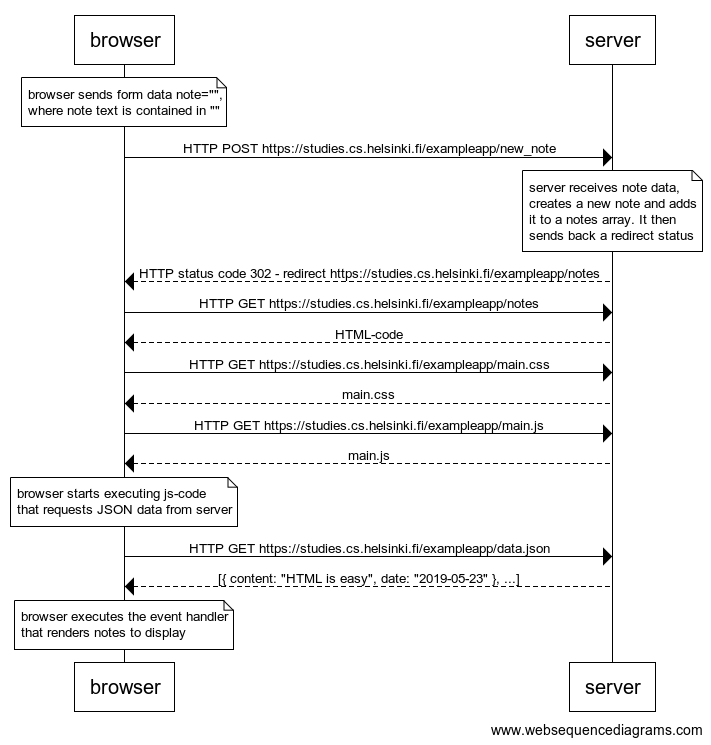 browser
server
browser sends form data note="",
where note text is contained in ""
HTTP POST https://studies.cs.helsinki.fi/exampleapp/new_note
server receives note data,
creates a new note and adds
it to a notes array. It then
sends back a redirect status
HTTP status code 302 - redirect https://studies.cs.helsinki.fi/exampleapp/notes
HTTP GET https://studies.cs.helsinki.fi/exampleapp/notes
HTML-code
HTTP GET https://studies.cs.helsinki.fi/exampleapp/main.css
main.css
HTTP GET https://studies.cs.helsinki.fi/exampleapp/main.js
main.js
browser starts executing js-code
that requests JSON data from server
HTTP GET https://studies.cs.helsinki.fi/exampleapp/data.json
[{ content: "HTML is easy", date: "2019-05-23" }, ...]
browser executes the event handler
that renders notes to display
browser
server
www.websequencediagrams.com